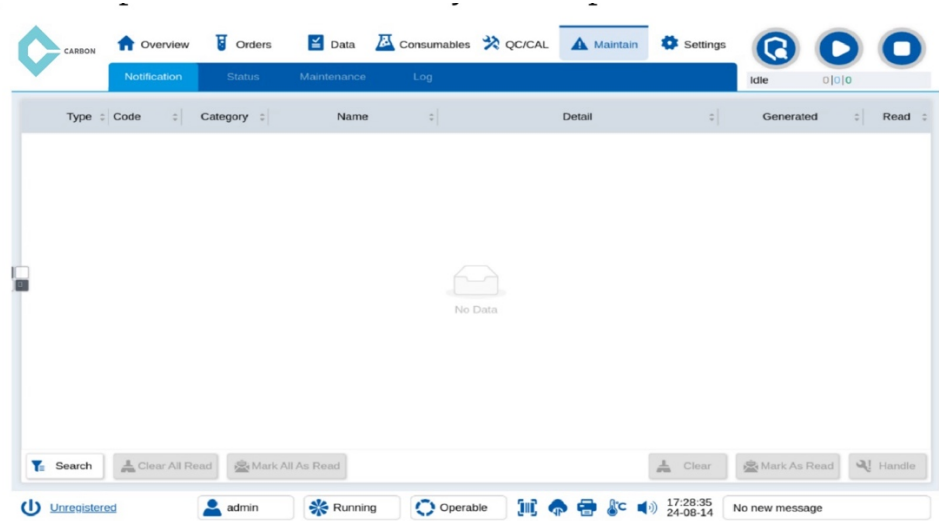 CARBON
Overview Orders Data Consumables QC/CAL Maintain Settings
Notification Status Maintenance Log
Idle 0|0|0
Type Code Category Name Detail Generated Read
No Data
Search Clear All Read Mark All As Read Clear Mark As Read Handle
Unregistered admin Running Operable °C 17:28:35 No new message
24-08-14